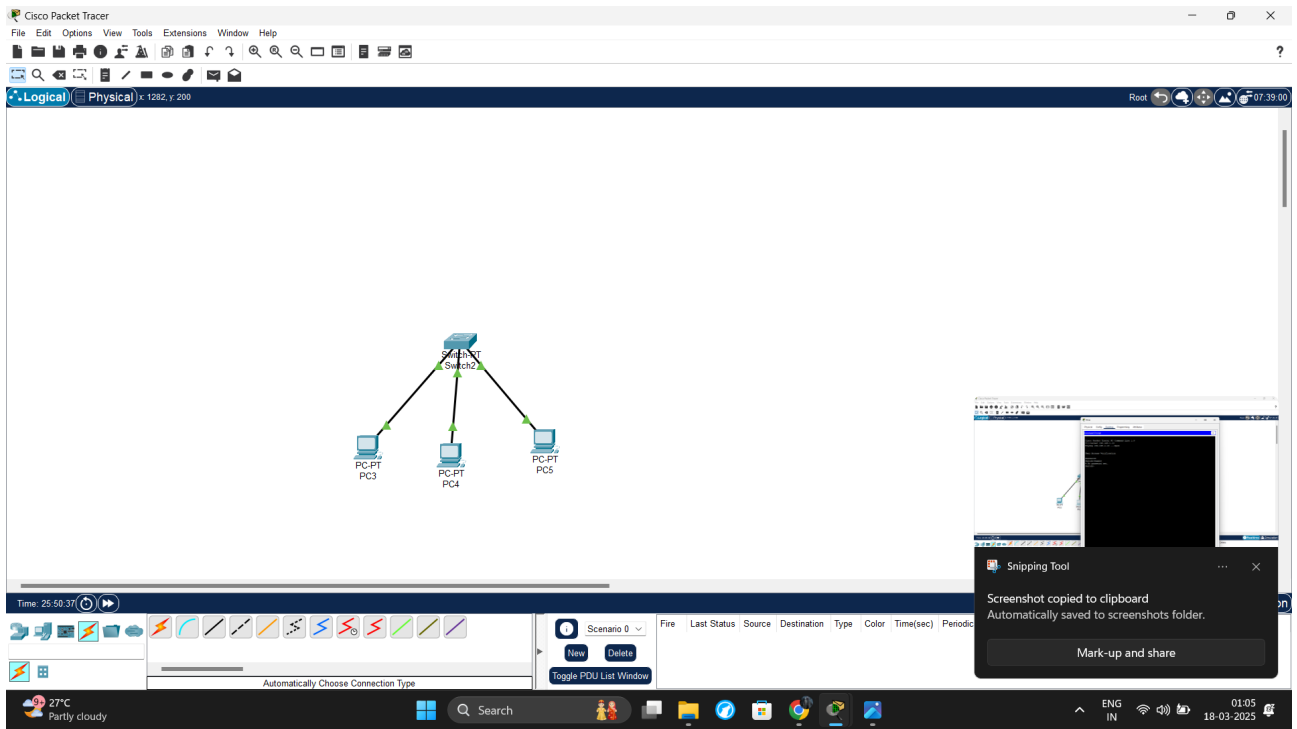 Cisco Packet Tracer
File Edit Options View Tools Extensions Window Help
?
Logical Physical x: 1282, y: 200 Root 07:39:00
Switch-PT
Switch2
PC-PT
PC3
PC-PT
PC4
PC-PT
PC5
Snipping Tool
Screenshot copied to clipboard
Automatically saved to screenshots folder.
Mark-up and share
Time: 25:50:37
Scenario 0
New Delete
Toggle PDU List Window
Fire Last Status Source Destination Type Color Time(sec) Periodic
Automatically Choose Connection Type
9+ 27°C
Partly cloudy
Search
ENG
IN
01:05
18-03-2025